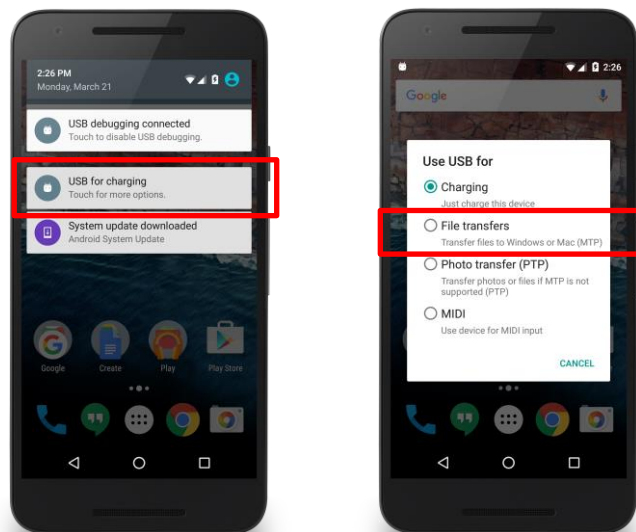 2:26 PM
Monday, March 21
USB debugging connected
Touch to disable USB debugging.
USB for charging
Touch for more options.
System update downloaded
Android System Update
Google
Create
Play
Play Store
2:26
Google
Use USB for
Charging
Just charge this device
File transfers
Transfer files to Windows or Mac (MTP)
Photo transfer (PTP)
Transfer photos or files if MTP is not
supported (PTP)
MIDI
Use device for MIDI input
CANCEL